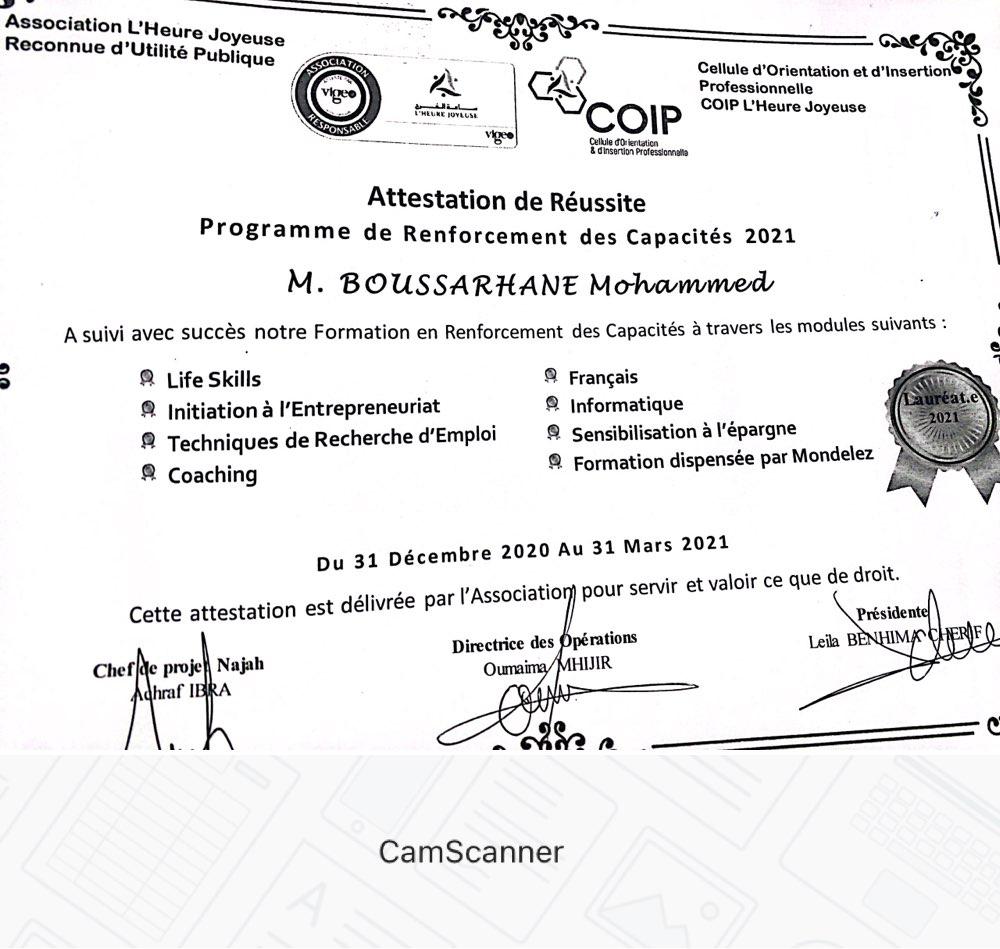 Association L'Heure Joyeuse
Reconnue d'Utilité Publique
ASSOCIATION
vigeo
RESPONSABLE
L'HEURE JOYEUSE
vigeo
COIP
Cellule d'Orientation
& d'Insertion Professionnelle
Cellule d'Orientation et d'Insertion
Professionnelle
COIP L'Heure Joyeuse
Attestation de Réussite
Programme de Renforcement des Capacités 2021
M. BOUSSARHANE Mohammed
A suivi avec succès notre Formation en Renforcement des Capacités à travers les modules suivants :
Life Skills
Initiation à l'Entrepreneuriat
Techniques de Recherche d'Emploi
Coaching
Français
Informatique
Sensibilisation à l'épargne
Formation dispensée par Mondelez
Lauréat.e
2021
Du 31 Décembre 2020 Au 31 Mars 2021
Cette attestation est délivrée par l'Association pour servir et valoir ce que de droit.
Chef de projet Najah
Achraf IBRA
Directrice des Opérations
Oumaima MHIJIR
Présidente
Leila BENHIMA CHERIF
CamScanner